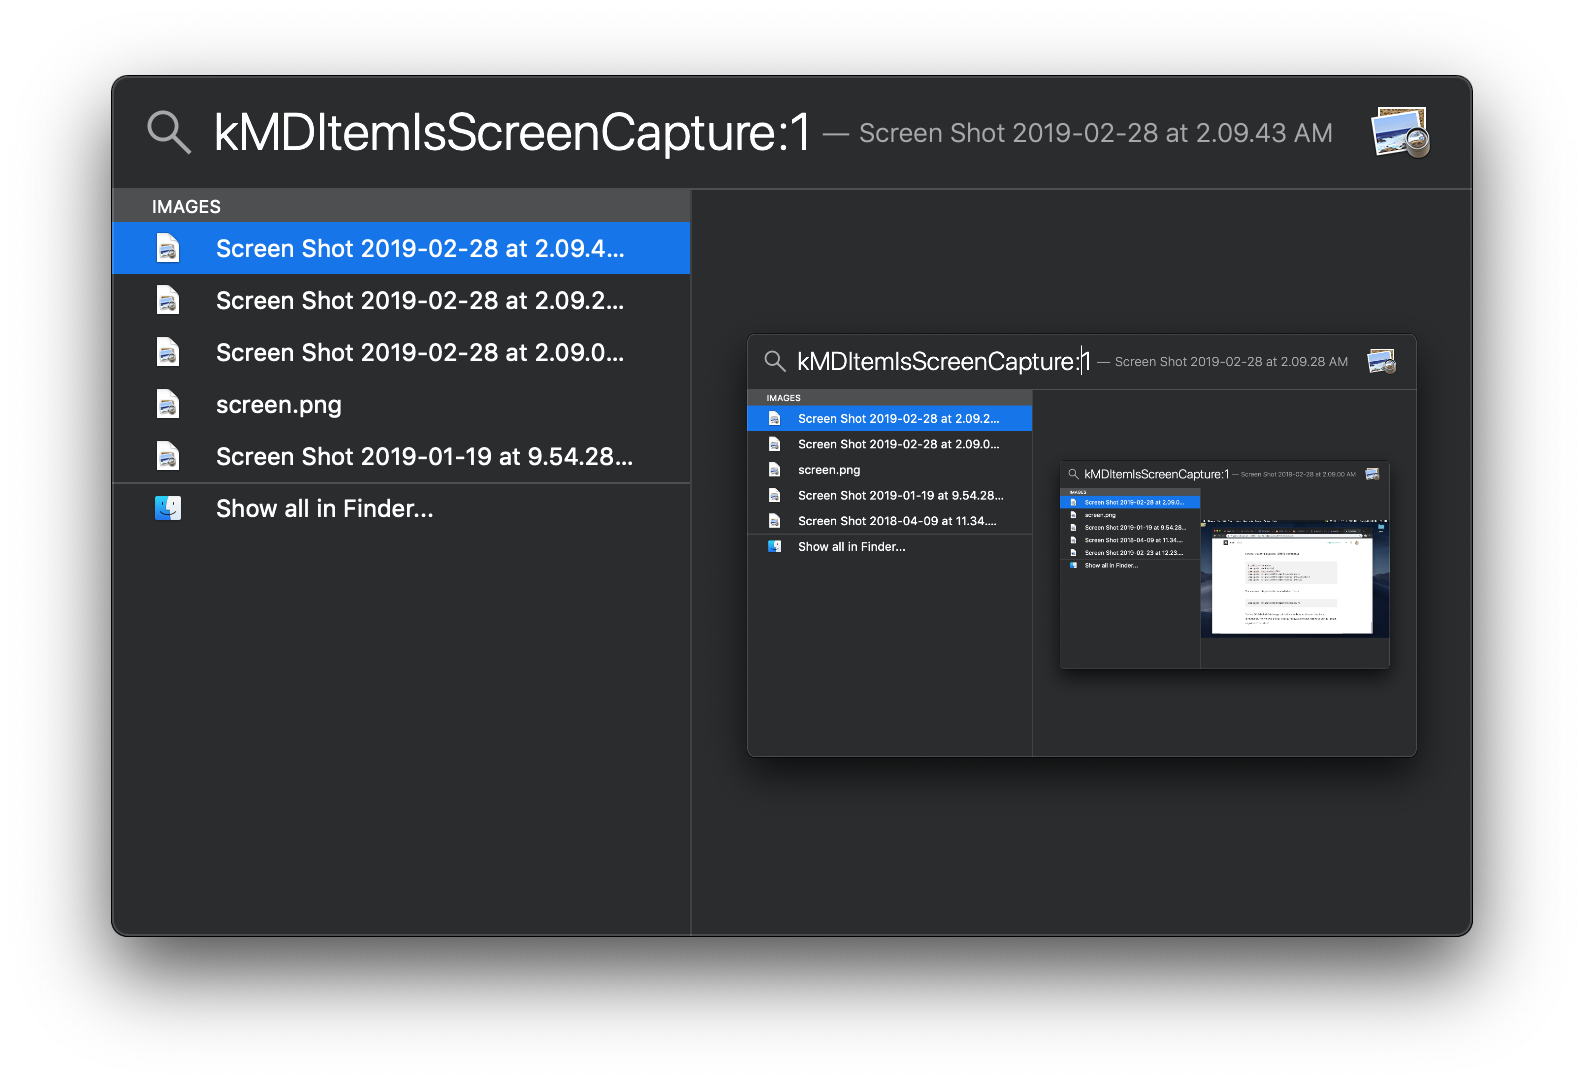 kMDItemIsScreenCapture:1 — Screen Shot 2019-02-28 at 2.09.43 AM
IMAGES
Screen Shot 2019-02-28 at 2.09.4...
Screen Shot 2019-02-28 at 2.09.2...
Screen Shot 2019-02-28 at 2.09.0...
screen.png
Screen Shot 2019-01-19 at 9.54.28...
Show all in Finder...
kMDItemIsScreenCapture:1 — Screen Shot 2019-02-28 at 2.09.28 AM
IMAGES
Screen Shot 2019-02-28 at 2.09.2...
Screen Shot 2019-02-28 at 2.09.0...
screen.png
Screen Shot 2019-01-19 at 9.54.28...
Screen Shot 2018-04-09 at 11.34....
Show all in Finder...
kMDItemIsScreenCapture:1 — Screen Shot 2019-02-28 at 2.09.00 AM
IMAGES
Screen Shot 2019-02-28 at 2.09.0...
screen.png
Screen Shot 2019-01-19 at 9.54.28...
Screen Shot 2018-04-09 at 11.34....
Screen Shot 2019-02-23 at 12.23....
Show all in Finder...